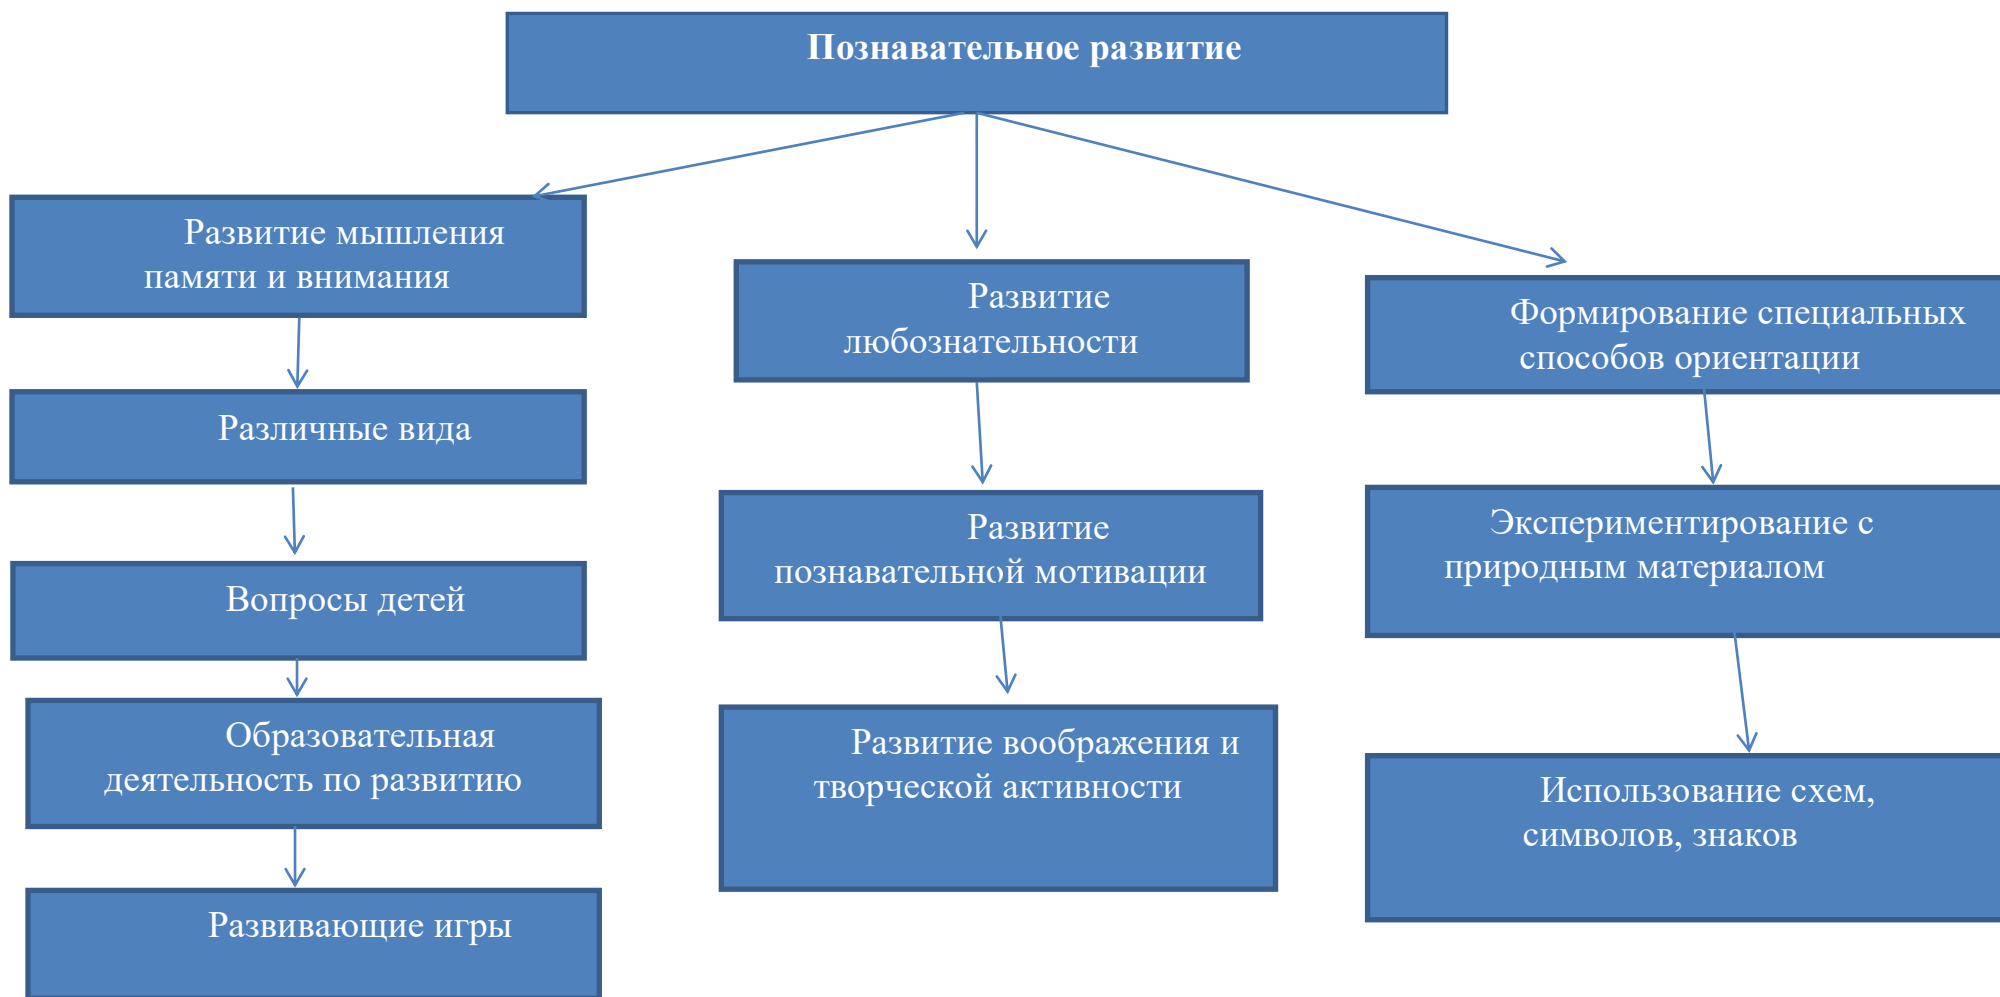 Познавательное развитие
Развитие мышления
памяти и внимания
Различные вида
Вопросы детей
Образовательная
деятельность по развитию
Развивающие игры
Развитие
любознательности
Развитие
познавательной мотивации
Развитие воображения и
творческой активности
Формирование специальных
способов ориентации
Экспериментирование с
природным материалом
Использование схем,
символов, знаков